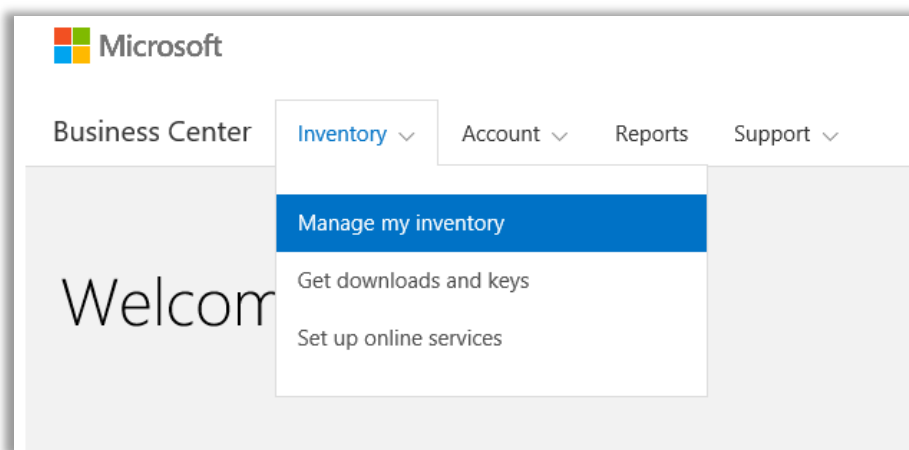 Microsoft
Business Center Inventory Account Reports Support
Manage my inventory
Get downloads and keys
Welcom
Set up online services